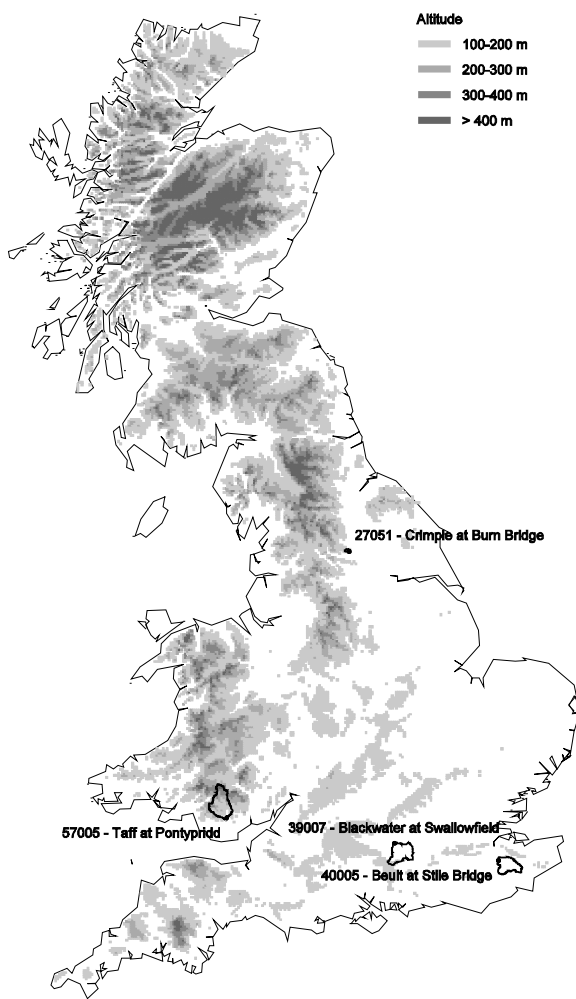 Altitude
100-200 m
200-300 m
300-400 m
> 400 m
27051 - Crimple at Burn Bridge
57005 - Taff at Pontypridd
39007 - Blackwater at Swallowfield
40005 - Beult at Stile Bridge